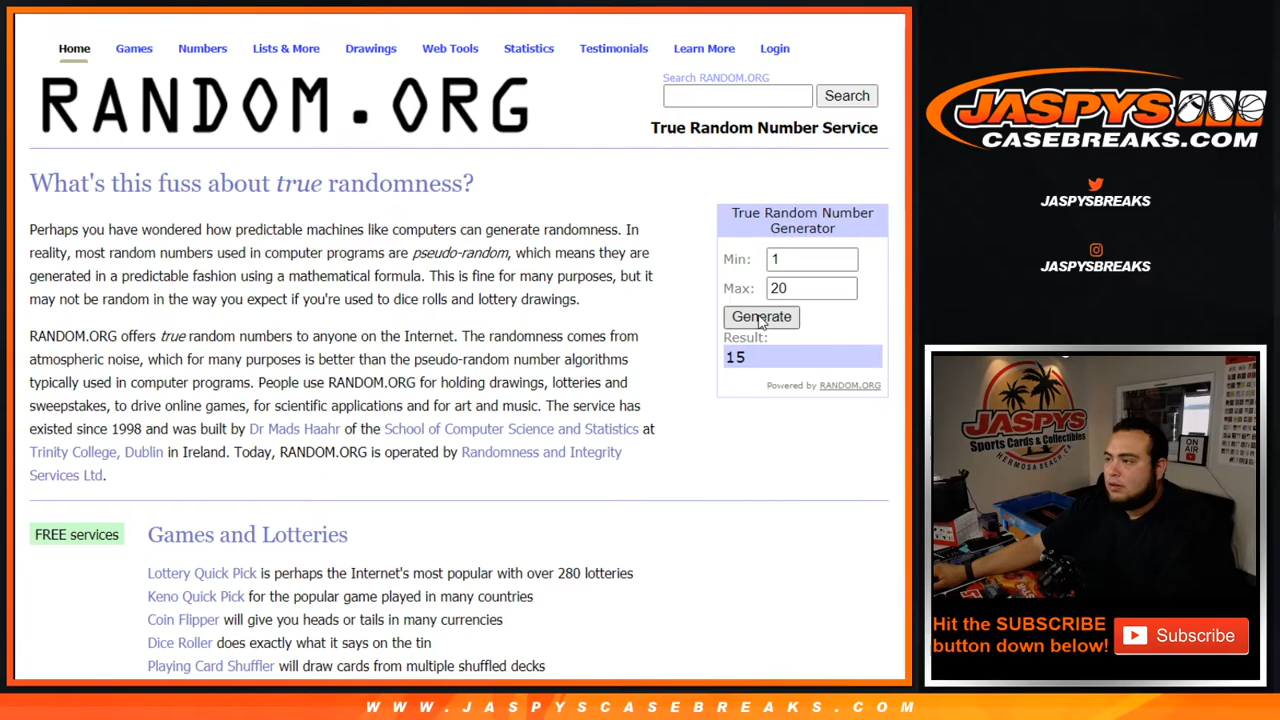 Home Games Numbers Lists & More Drawings Web Tools Statistics Testimonials Learn More Login
RANDOM.ORG
Search RANDOM.ORG
Search
True Random Number Service
What's this fuss about true randomness?
Perhaps you have wondered how predictable machines like computers can generate randomness. In
reality, most random numbers used in computer programs are pseudo-random, which means they are
generated in a predictable fashion using a mathematical formula. This is fine for many purposes, but it
may not be random in the way you expect if you're used to dice rolls and lottery drawings.
RANDOM.ORG offers true random numbers to anyone on the Internet. The randomness comes from
atmospheric noise, which for many purposes is better than the pseudo-random number algorithms
typically used in computer programs. People use RANDOM.ORG for holding drawings, lotteries and
sweepstakes, to drive online games, for scientific applications and for art and music. The service has
existed since 1998 and was built by Dr Mads Haahr of the School of Computer Science and Statistics at
Trinity College, Dublin in Ireland. Today, RANDOM.ORG is operated by Randomness and Integrity
Services Ltd.
True Random Number
Generator
Min: 1
Max: 20
Generate
Result:
15
Powered by RANDOM.ORG
FREE services
Games and Lotteries
Lottery Quick Pick is perhaps the Internet's most popular with over 280 lotteries
Keno Quick Pick for the popular game played in many countries
Coin Flipper will give you heads or tails in many currencies
Dice Roller does exactly what it says on the tin
Playing Card Shuffler will draw cards from multiple shuffled decks
JASPYS
CASEBREAKS.COM
JASPYSBREAKS
JASPYSBREAKS
JASPYS
Sports Cards & Collectibles
HERMOSA BEACH, CA
ON
AIR
Hit the SUBSCRIBE
button down below!
Subscribe
WWW.JASPYSCASEBREAKS.COM